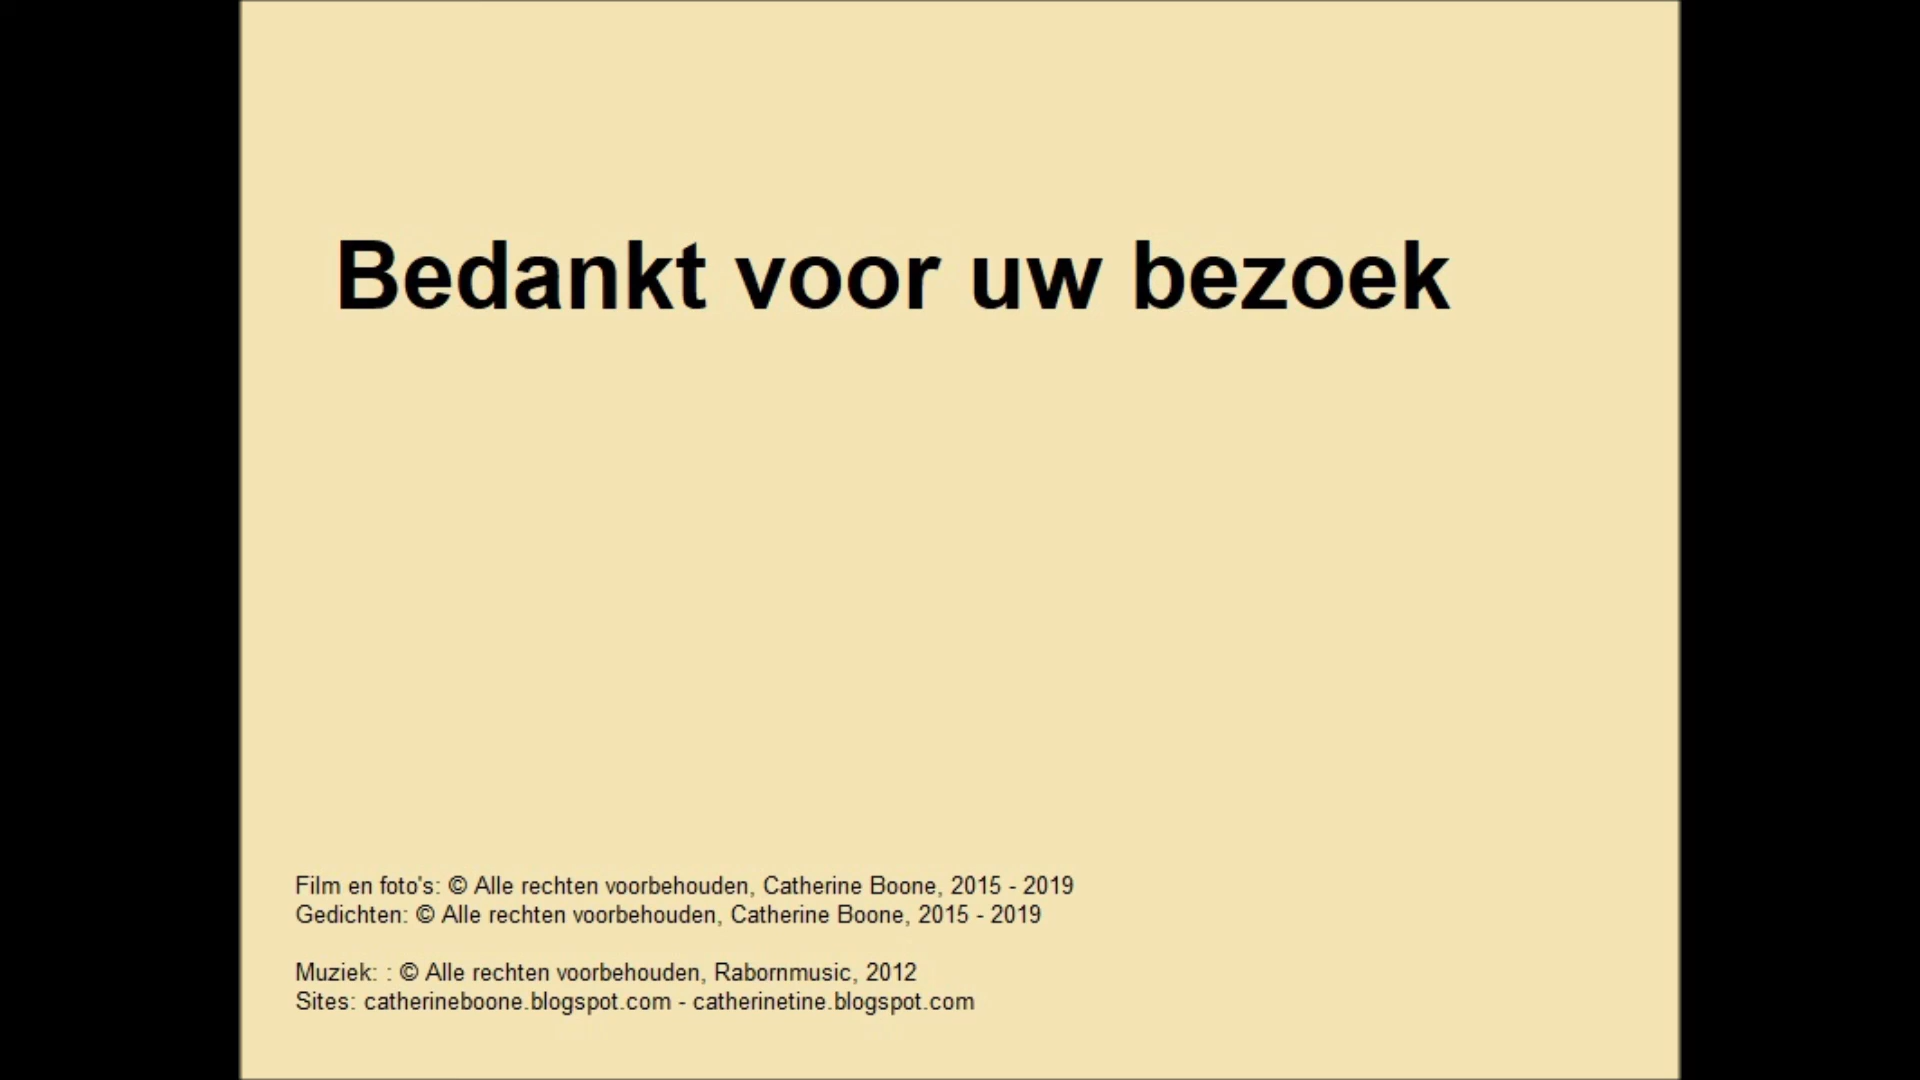 Bedankt voor uw bezoek
Film en foto's: © Alle rechten voorbehouden, Catherine Boone, 2015 - 2019
Gedichten: © Alle rechten voorbehouden, Catherine Boone, 2015 - 2019
Muziek: : © Alle rechten voorbehouden, Rabornmusic, 2012
Sites: catherineboone.blogspot.com - catherinetine.blogspot.com